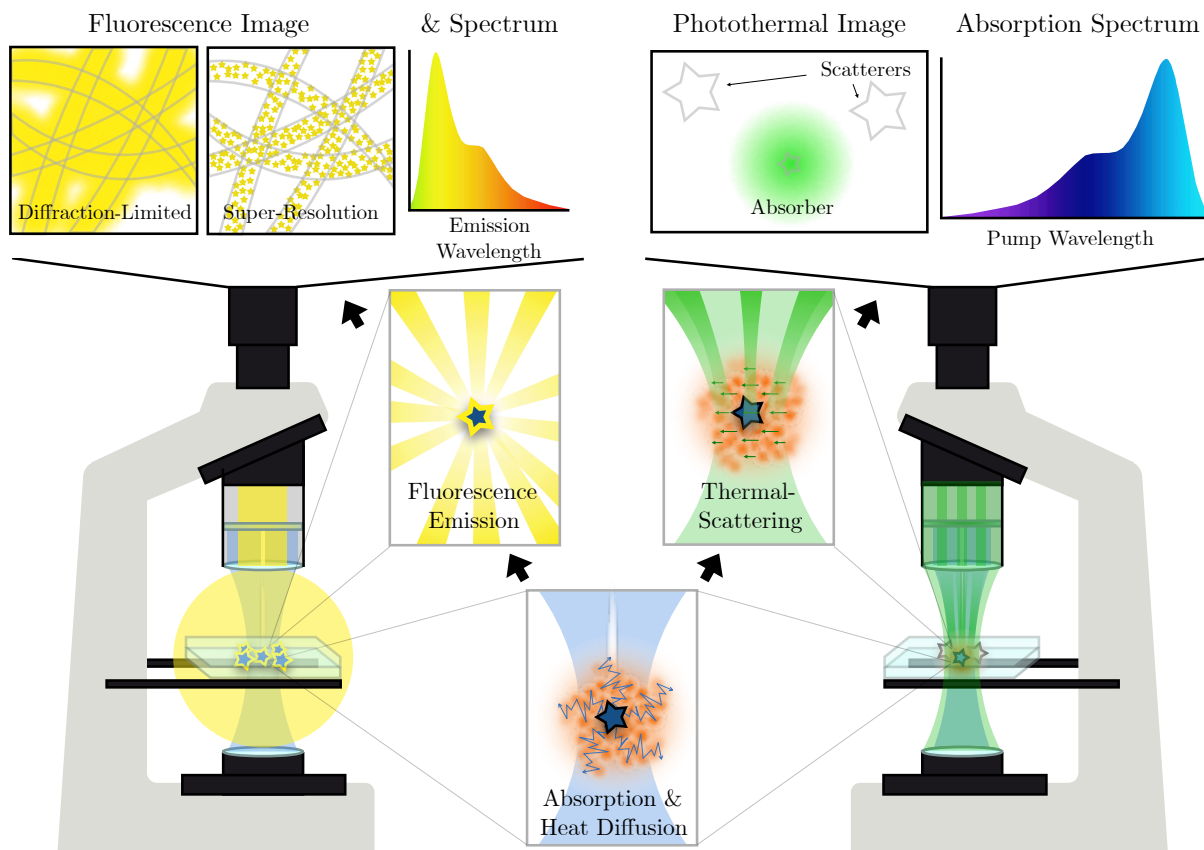 Fluorescence Image
& Spectrum
Photothermal Image
Absorption Spectrum
Diffraction-Limited
Super-Resolution
Emission
Wavelength
Scatterers
Absorber
Pump Wavelength
Fluorescence
Emission
Thermal-
Scattering
Absorption &
Heat Diffusion